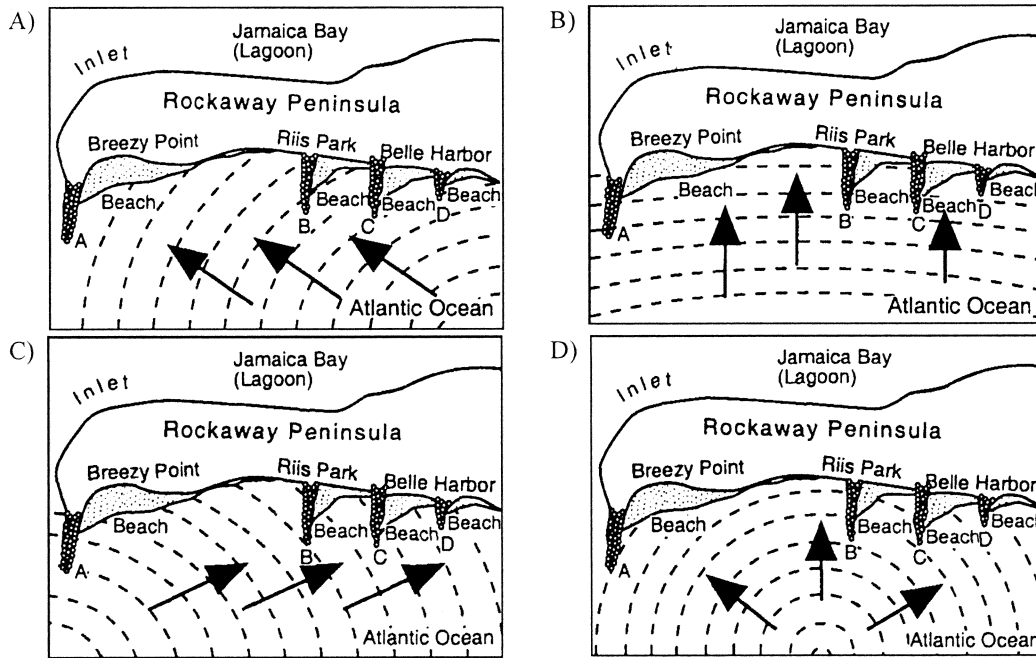 A)
Jamaica Bay
(Lagoon)
Inlet
Rockaway Peninsula
Breezy Point
Riis Park
Belle Harbor
Beach
Beach
Beach
Beach
A
B
C
D
Atlantic Ocean
B)
Jamaica Bay
(Lagoon)
Inlet
Rockaway Peninsula
Breezy Point
Riis Park
Belle Harbor
Beach
Beach
Beach
Beach
A
B
C
D
Atlantic Ocean
C)
Jamaica Bay
(Lagoon)
Inlet
Rockaway Peninsula
Breezy Point
Riis Park
Belle Harbor
Beach
Beach
Beach
Beach
A
B
C
D
Atlantic Ocean
D)
Jamaica Bay
(Lagoon)
Inlet
Rockaway Peninsula
Breezy Point
Riis Park
Belle Harbor
Beach
Beach
Beach
Beach
A
B
C
D
Atlantic Ocean